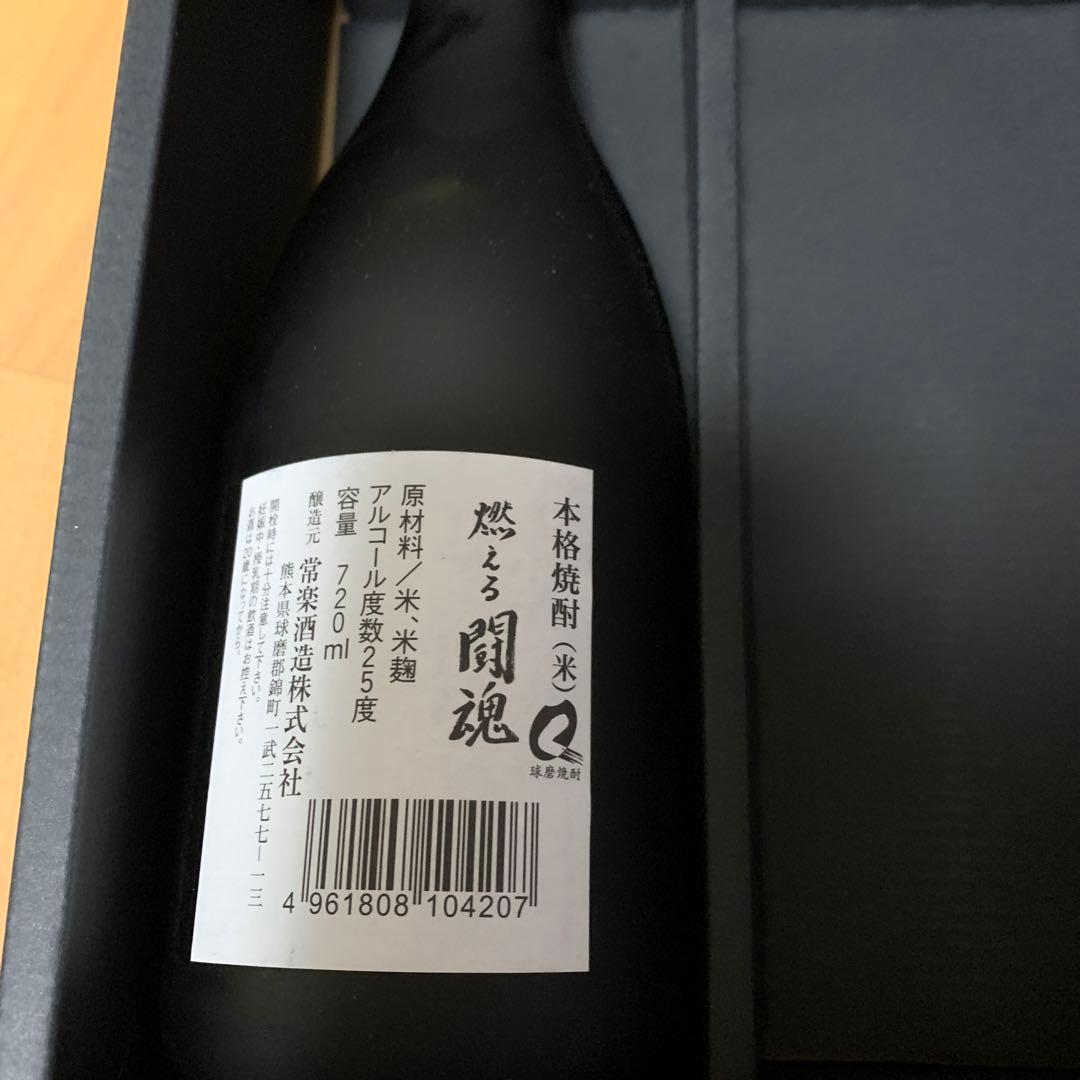 本格焼酎（米）
球磨焼酎
燃える闘魂
原材料／米、米麹
アルコール度数25度
容量 720ml
醸造元 常楽酒造株式会社
熊本県球磨郡錦町一武二五七七－一三
開栓時には十分注意して下さい。
妊娠中・授乳期の飲酒はお控え下さい。
お酒は20歳になってから。
4 961808 104207